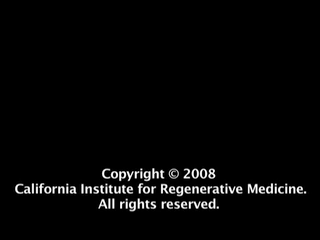 Copyright © 2008
California Institute for Regenerative Medicine.
All rights reserved.